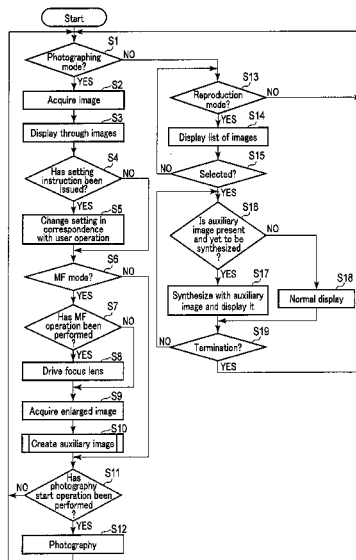 Start
S1
Photographing
mode?
NO
YES
S2
Acquire image
S3
Display through images
S4
Has setting
instruction been
issued?
NO
YES
S5
Change setting in
correspondence
with user operation
S6
MF mode?
NO
YES
S7
Has MF
operation been
performed
?
NO
YES
S8
Drive focus lens
S9
Acquire enlarged image
S10
Create auxiliary image
S11
Has
photography
start operation been
performed
?
NO
YES
S12
Photography
S13
Reproduction
mode?
NO
YES
S14
Display list of images
S15
Selected?
NO
YES
S16
Is auxiliary
image present
and yet to be
synthesized
?
NO
YES
S17
Synthesize with auxiliary
image and display it
S18
Normal display
S19
Termination?
NO
YES